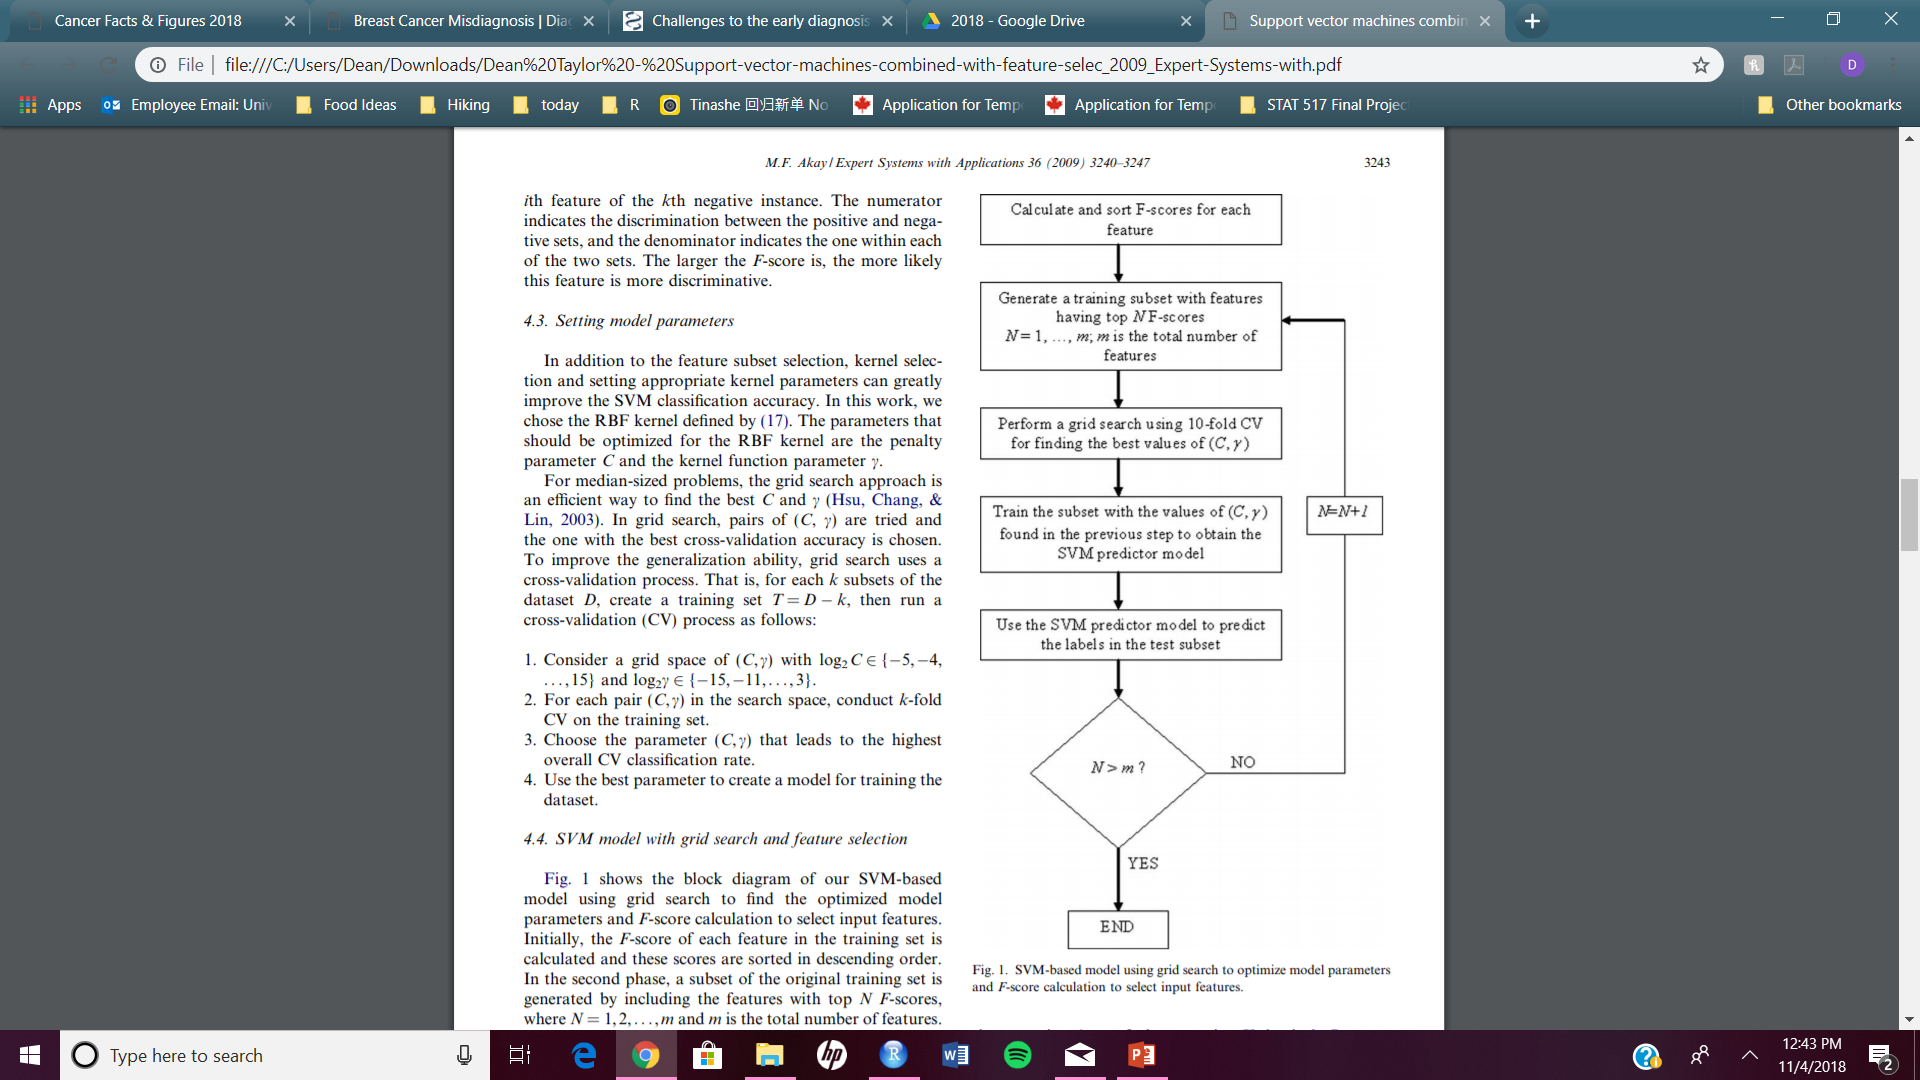 Cancer Facts & Figures 2018
Breast Cancer Misdiagnosis | Dia
Challenges to the early diagnosis
2018 - Google Drive
Support vector machines combin
File
file:///C:/Users/Dean/Downloads/Dean%20Taylor%20-%20Support-vector-machines-combined-with-feature-selec_2009_Expert-Systems-with.pdf
D
Apps
Employee Email: Univ
Food Ideas
Hiking
today
R
Tinashe 回归新单 No
Application for Temp
Application for Temp
STAT 517 Final Projec
Other bookmarks
M.F. Akay / Expert Systems with Applications 36 (2009) 3240–3247
3243
ith feature of the kth negative instance. The numerator
indicates the discrimination between the positive and nega-
tive sets, and the denominator indicates the one within each
of the two sets. The larger the F-score is, the more likely
this feature is more discriminative.
4.3. Setting model parameters
In addition to the feature subset selection, kernel selec-
tion and setting appropriate kernel parameters can greatly
improve the SVM classification accuracy. In this work, we
chose the RBF kernel defined by (17). The parameters that
should be optimized for the RBF kernel are the penalty
parameter C and the kernel function parameter γ.
For median-sized problems, the grid search approach is
an efficient way to find the best C and γ (Hsu, Chang, &
Lin, 2003). In grid search, pairs of (C, γ) are tried and
the one with the best cross-validation accuracy is chosen.
To improve the generalization ability, grid search uses a
cross-validation process. That is, for each k subsets of the
dataset D, create a training set T = D − k, then run a
cross-validation (CV) process as follows:
1. Consider a grid space of (C, γ) with log₂ C ∈ {−5, −4,
…, 15} and log₂γ ∈ {−15, −11, …, 3}.
2. For each pair (C, γ) in the search space, conduct k-fold
CV on the training set.
3. Choose the parameter (C, γ) that leads to the highest
overall CV classification rate.
4. Use the best parameter to create a model for training the
dataset.
4.4. SVM model with grid search and feature selection
Fig. 1 shows the block diagram of our SVM-based
model using grid search to find the optimized model
parameters and F-score calculation to select input features.
Initially, the F-score of each feature in the training set is
calculated and these scores are sorted in descending order.
In the second phase, a subset of the original training set is
generated by including the features with top N F-scores,
where N = 1, 2, …, m and m is the total number of features.
Calculate and sort F-scores for each
feature
Generate a training subset with features
having top N F-scores
N= 1, ..., m; m is the total number of
features
Perform a grid search using 10-fold CV
for finding the best values of (C, γ)
Train the subset with the values of (C, γ)
found in the previous step to obtain the
SVM predictor model
N=N+1
Use the SVM predictor model to predict
the labels in the test subset
N > m ?
NO
YES
END
Fig. 1. SVM-based model using grid search to optimize model parameters
and F-score calculation to select input features.
Type here to search
hp
R
12:43 PM
11/4/2018
2